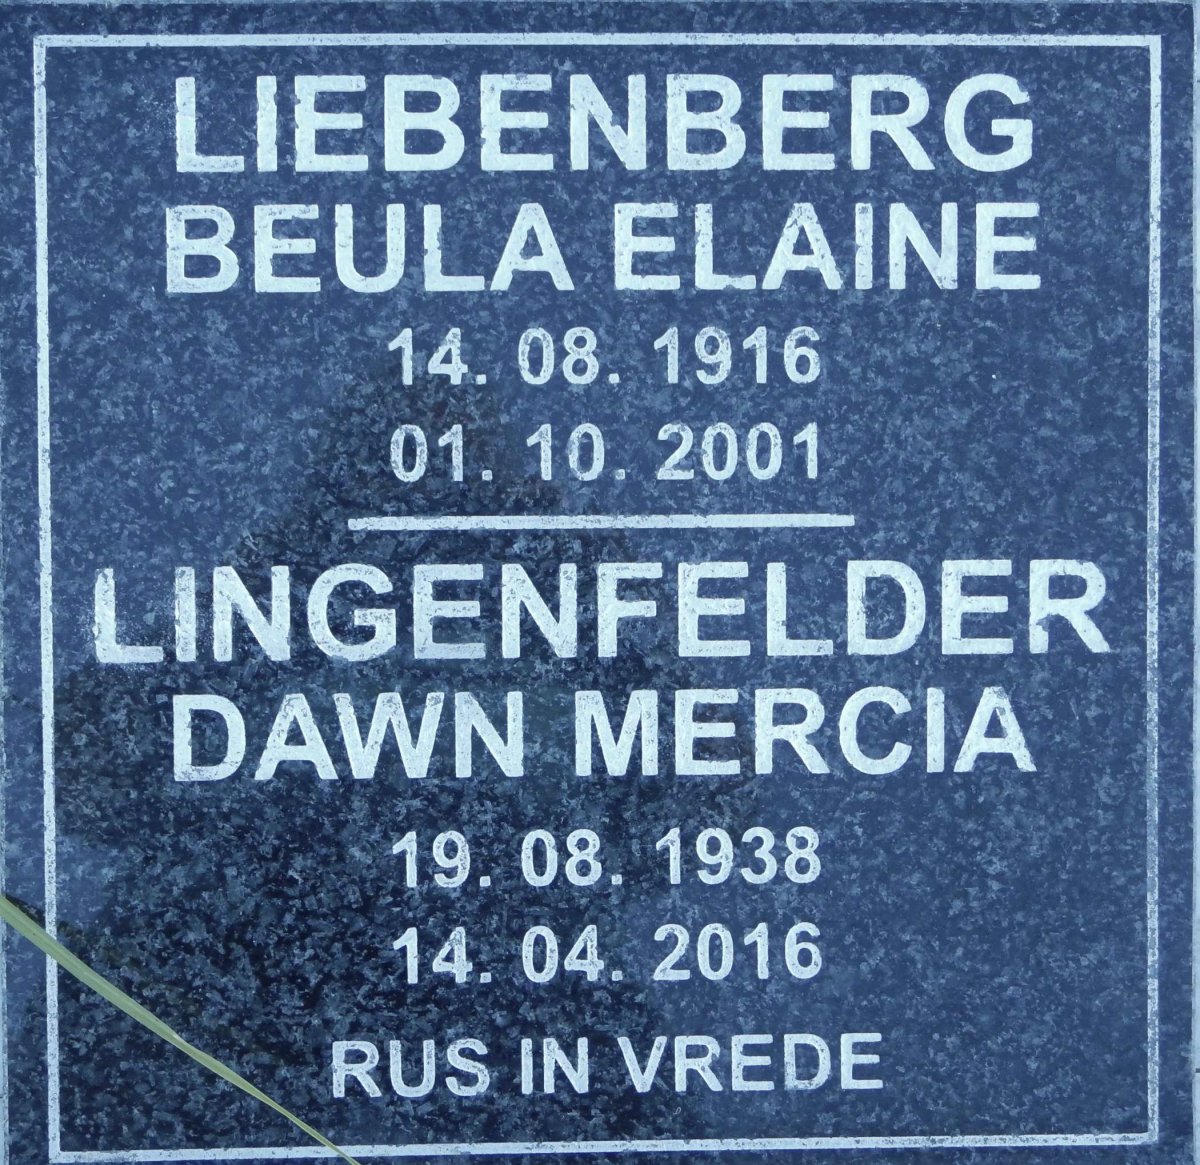 LIEBENBERG
BEULA ELAINE
14. 08. 1916
01. 10. 2001
LINGENFELDER
DAWN MERCIA
19. 08. 1938
14. 04. 2016
RUS IN VREDE